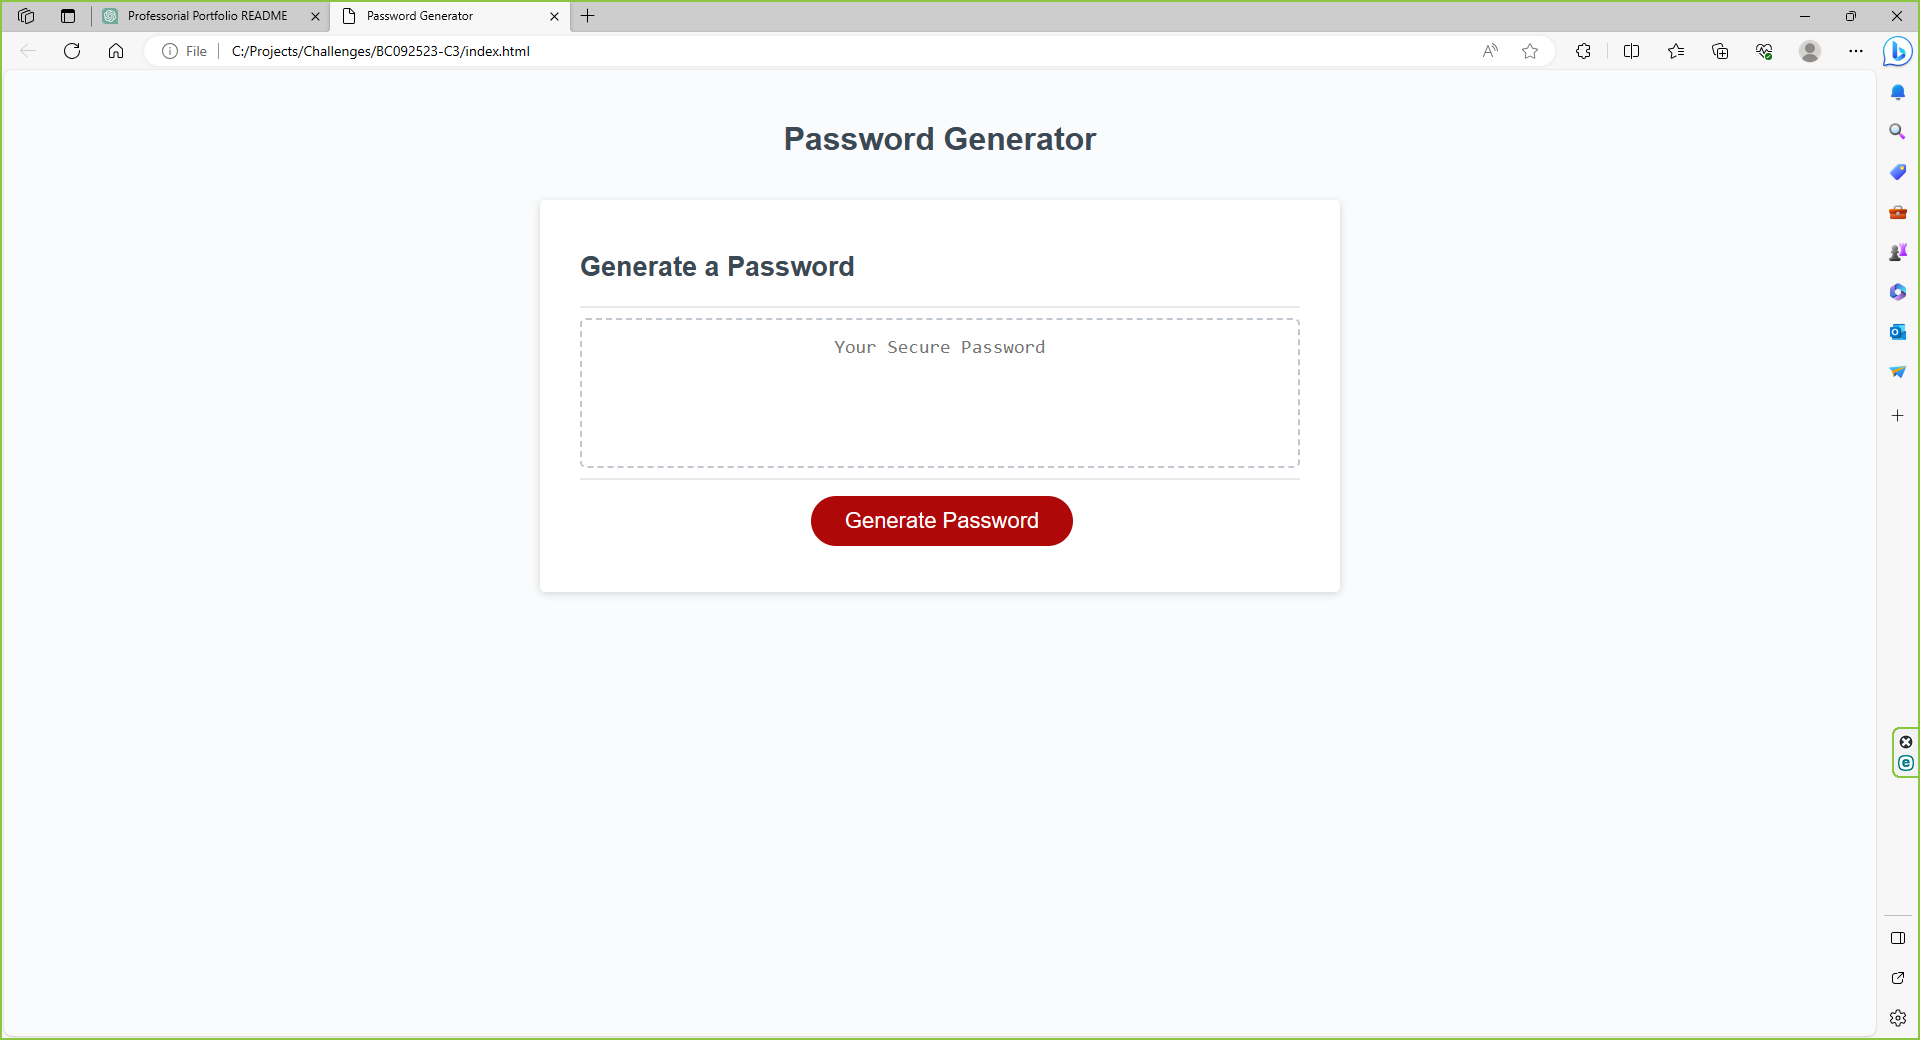 Professorial Portfolio README
Password Generator
File
C:/Projects/Challenges/BC092523-C3/index.html
Password Generator
Generate a Password
Your Secure Password
Generate Password